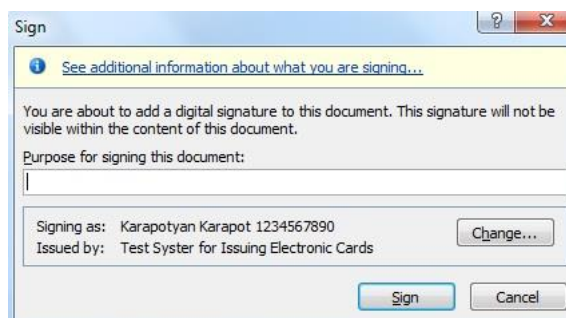 Sign
See additional information about what you are signing...
You are about to add a digital signature to this document. This signature will not be
visible within the content of this document.
Purpose for signing this document:
Signing as: Karapotyan Karapot 1234567890
Change...
Issued by: Test Syster for Issuing Electronic Cards
Sign Cancel